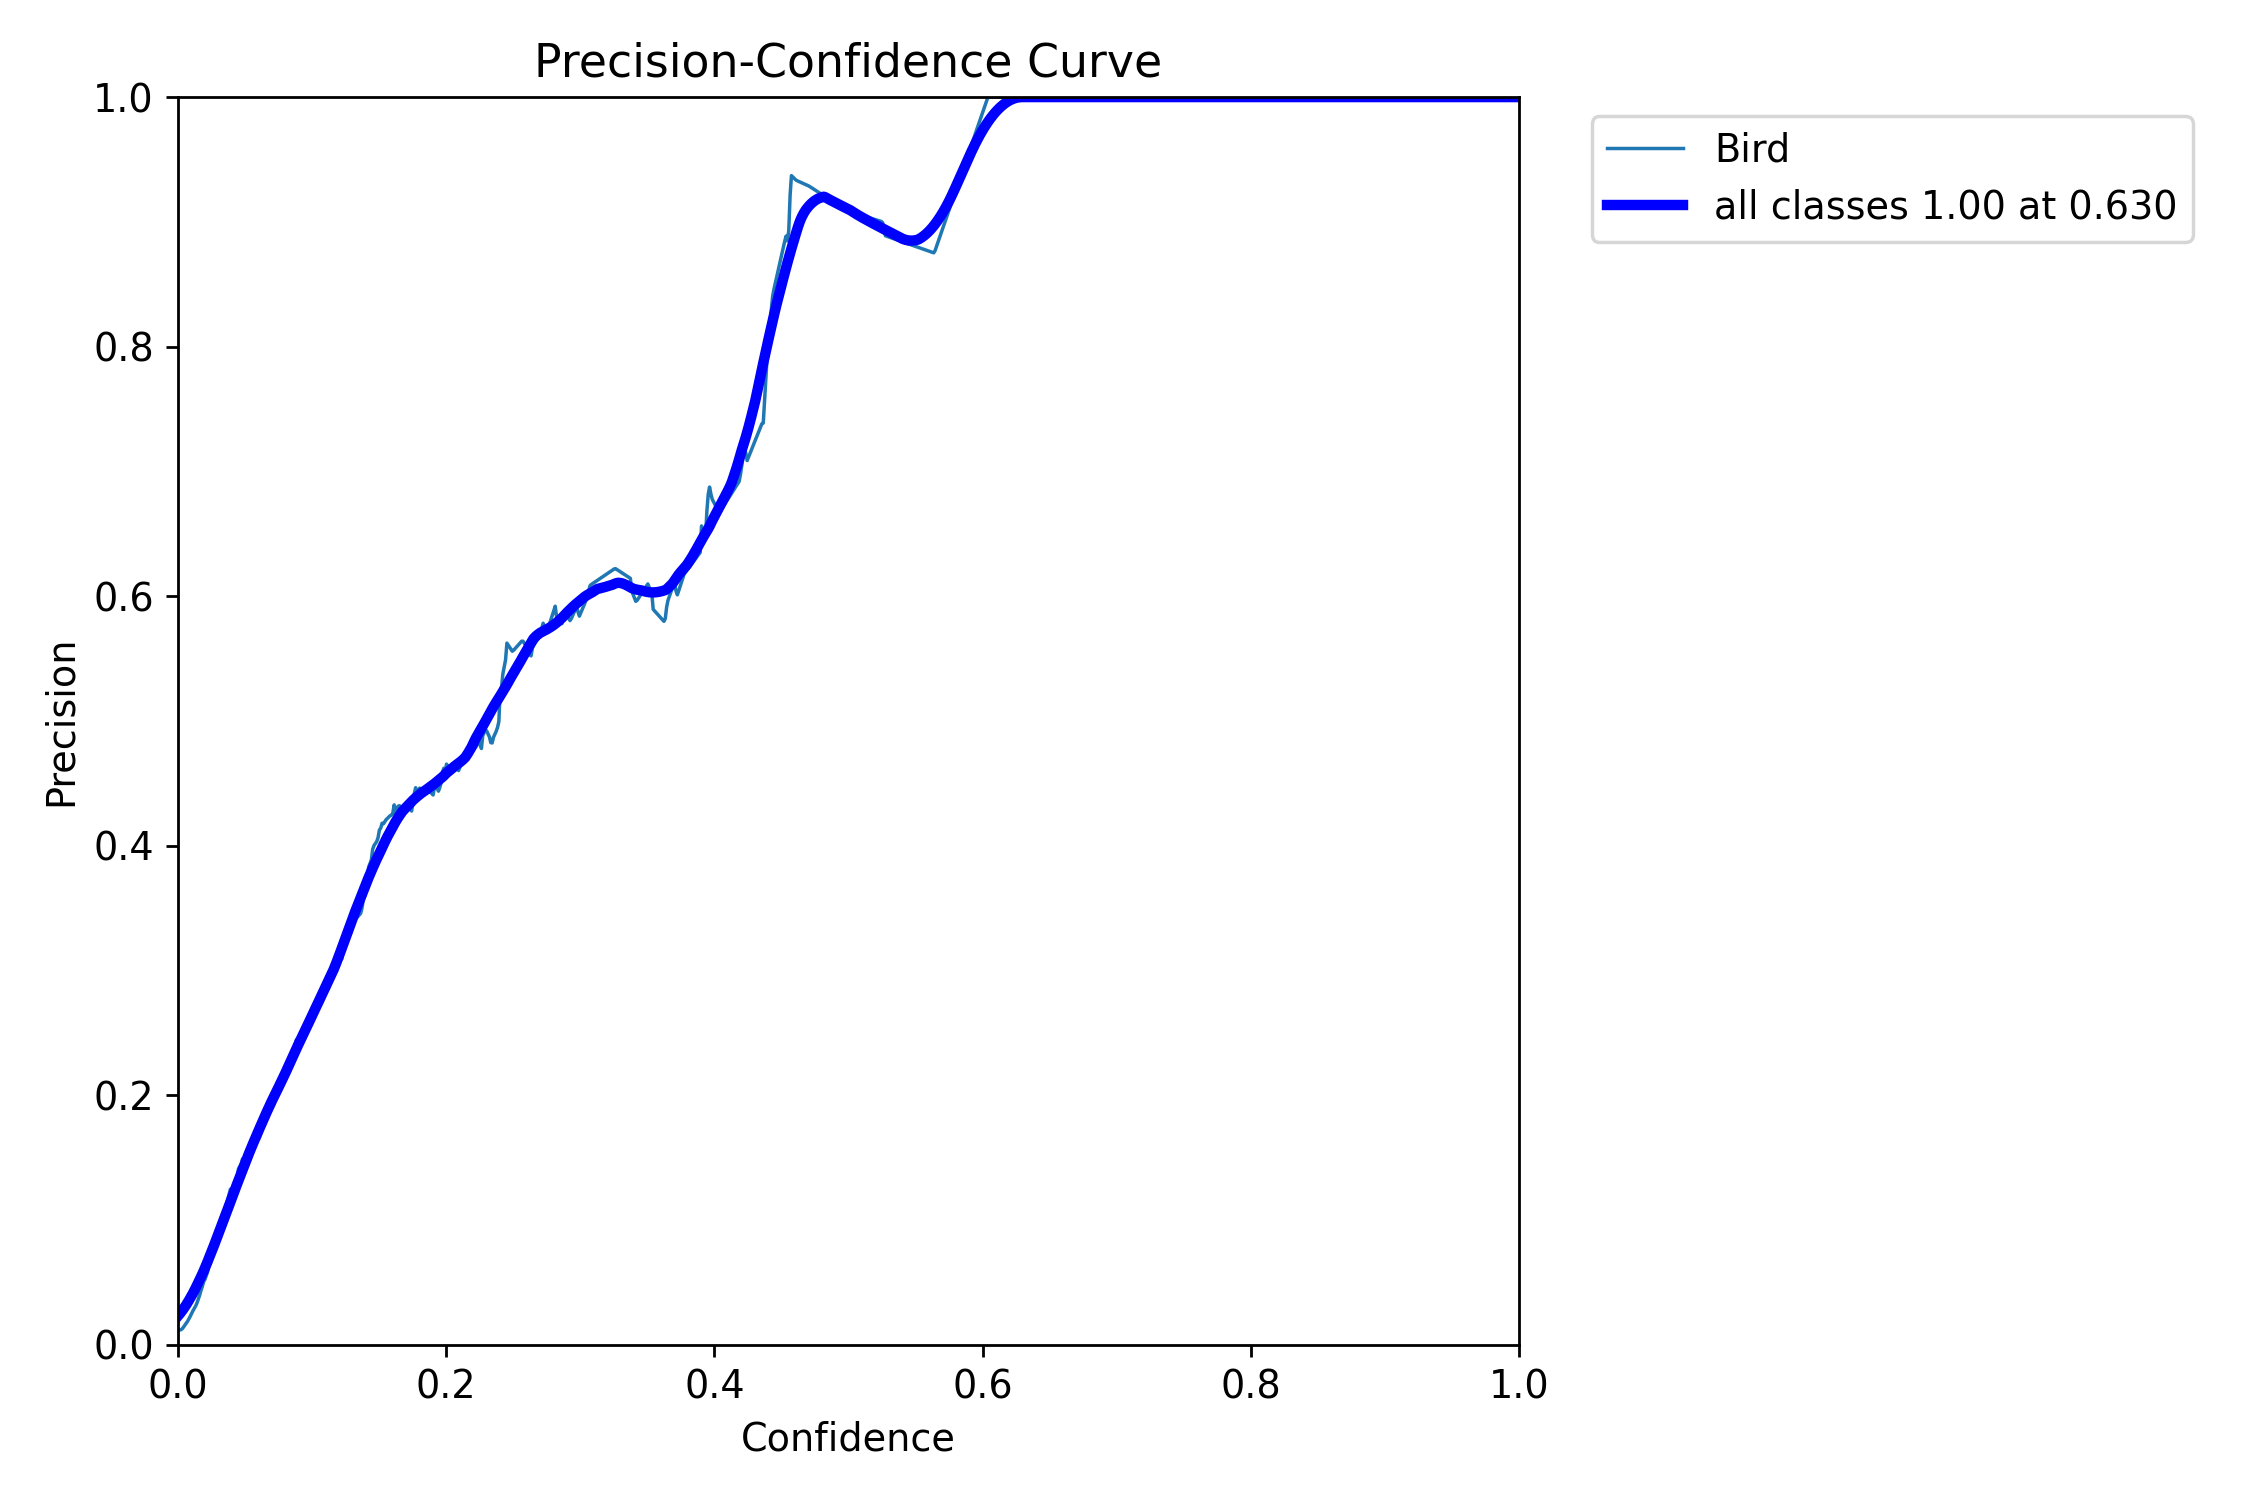 Precision-Confidence Curve
Bird
all classes 1.00 at 0.630
1.0
0.8
0.6
0.4
0.2
0.0
Precision
0.0 0.2 0.4 0.6 0.8 1.0
Confidence